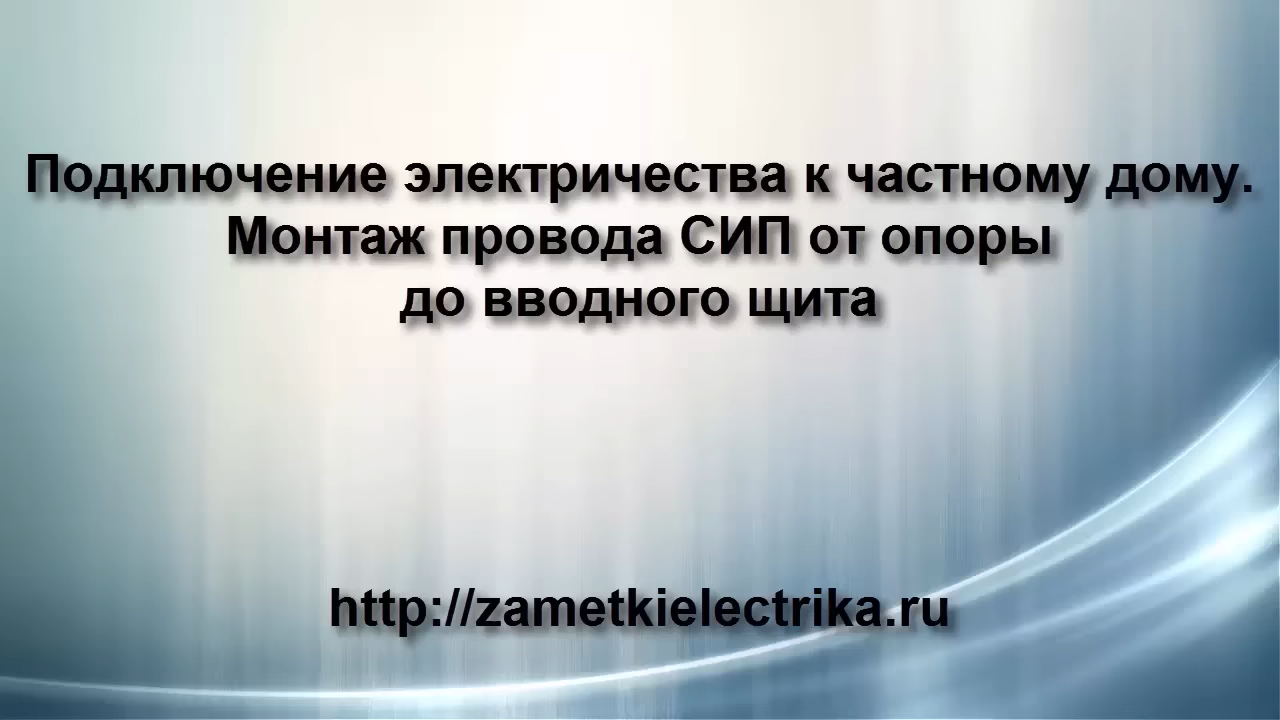 Подключение электричества к частному дому.
Монтаж провода СИП от опоры
до вводного щита
http://zametkielectrika.ru